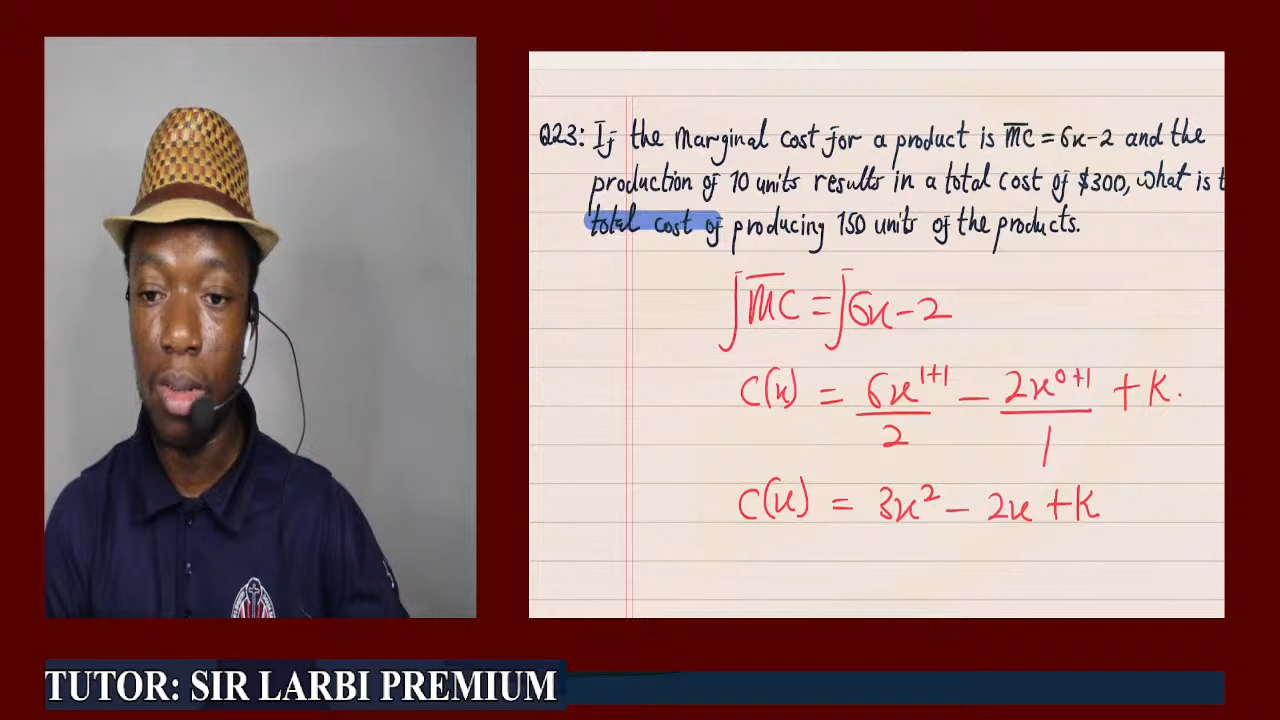 Q23: If the marginal cost for a product is M̅C̅ = 6x-2 and the
production of 10 units results in a total cost of $300, what is t
total cost of producing 150 units of the products.
∫M̅C̅ = ∫6x - 2
C(x) = 6x^(1+1)/2 - 2x^(0+1)/1 + K.
C(x) = 3x² - 2x + K
TUTOR: SIR LARBI PREMIUM